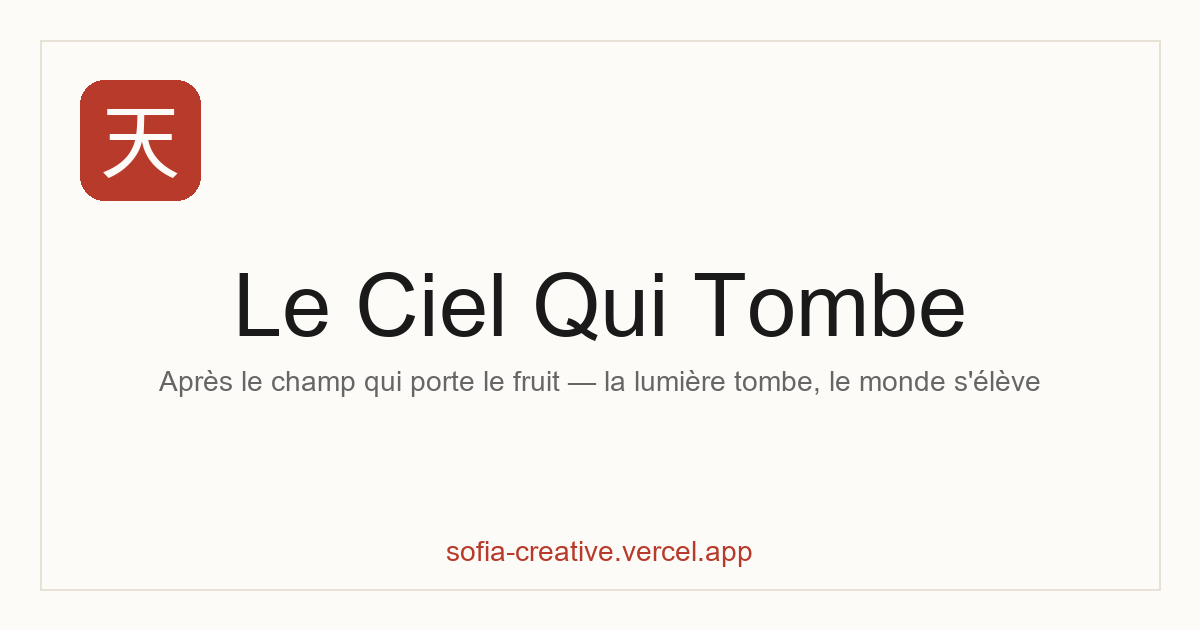 天
Le Ciel Qui Tombe
Après le champ qui porte le fruit — la lumière tombe, le monde s'élève
sofia-creative.vercel.app